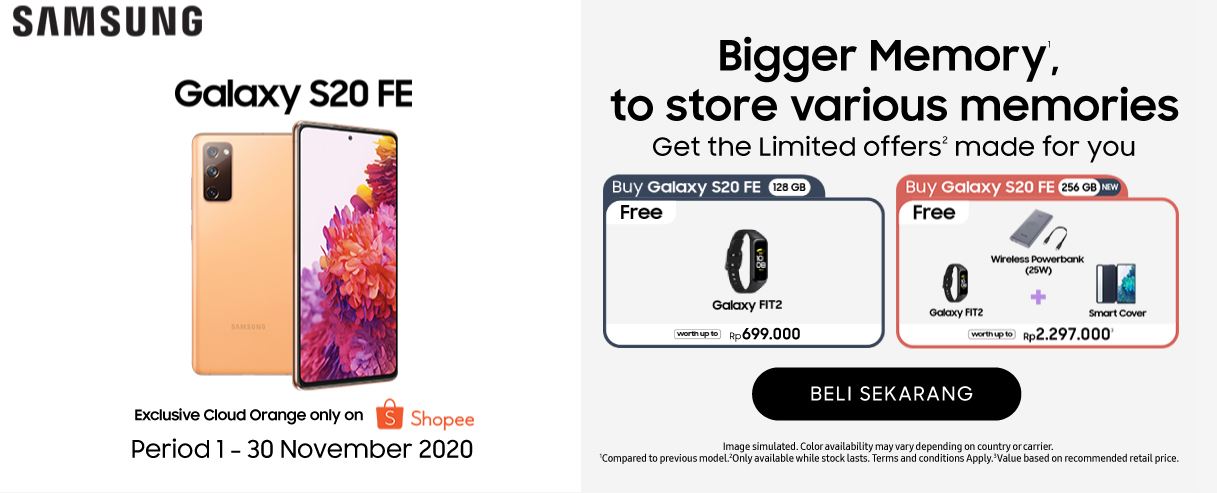 SAMSUNG
Galaxy S20 FE
SAMSUNG
Exclusive Cloud Orange only on S Shopee
Period 1 - 30 November 2020
Bigger Memory¹,
to store various memories
Get the Limited offers² made for you
Buy Galaxy S20 FE 128 GB
Free
Galaxy FIT2
worth up to Rp699.000
Buy Galaxy S20 FE 256 GB NEW
Free
Wireless Powerbank
(25W)
Galaxy FIT2
+
Smart Cover
worth up to Rp2.297.000³
BELI SEKARANG
Image simulated. Color availability may vary depending on country or carrier.
¹Compared to previous model.²Only available while stock lasts. Terms and conditions Apply.³Value based on recommended retail price.